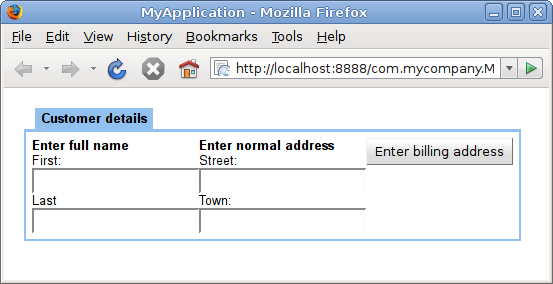 MyApplication - Mozilla Firefox
File Edit View History Bookmarks Tools Help
http://localhost:8888/com.mycompany.M
Customer details
Enter full name Enter normal address Enter billing address
First: Street:
Last Town: